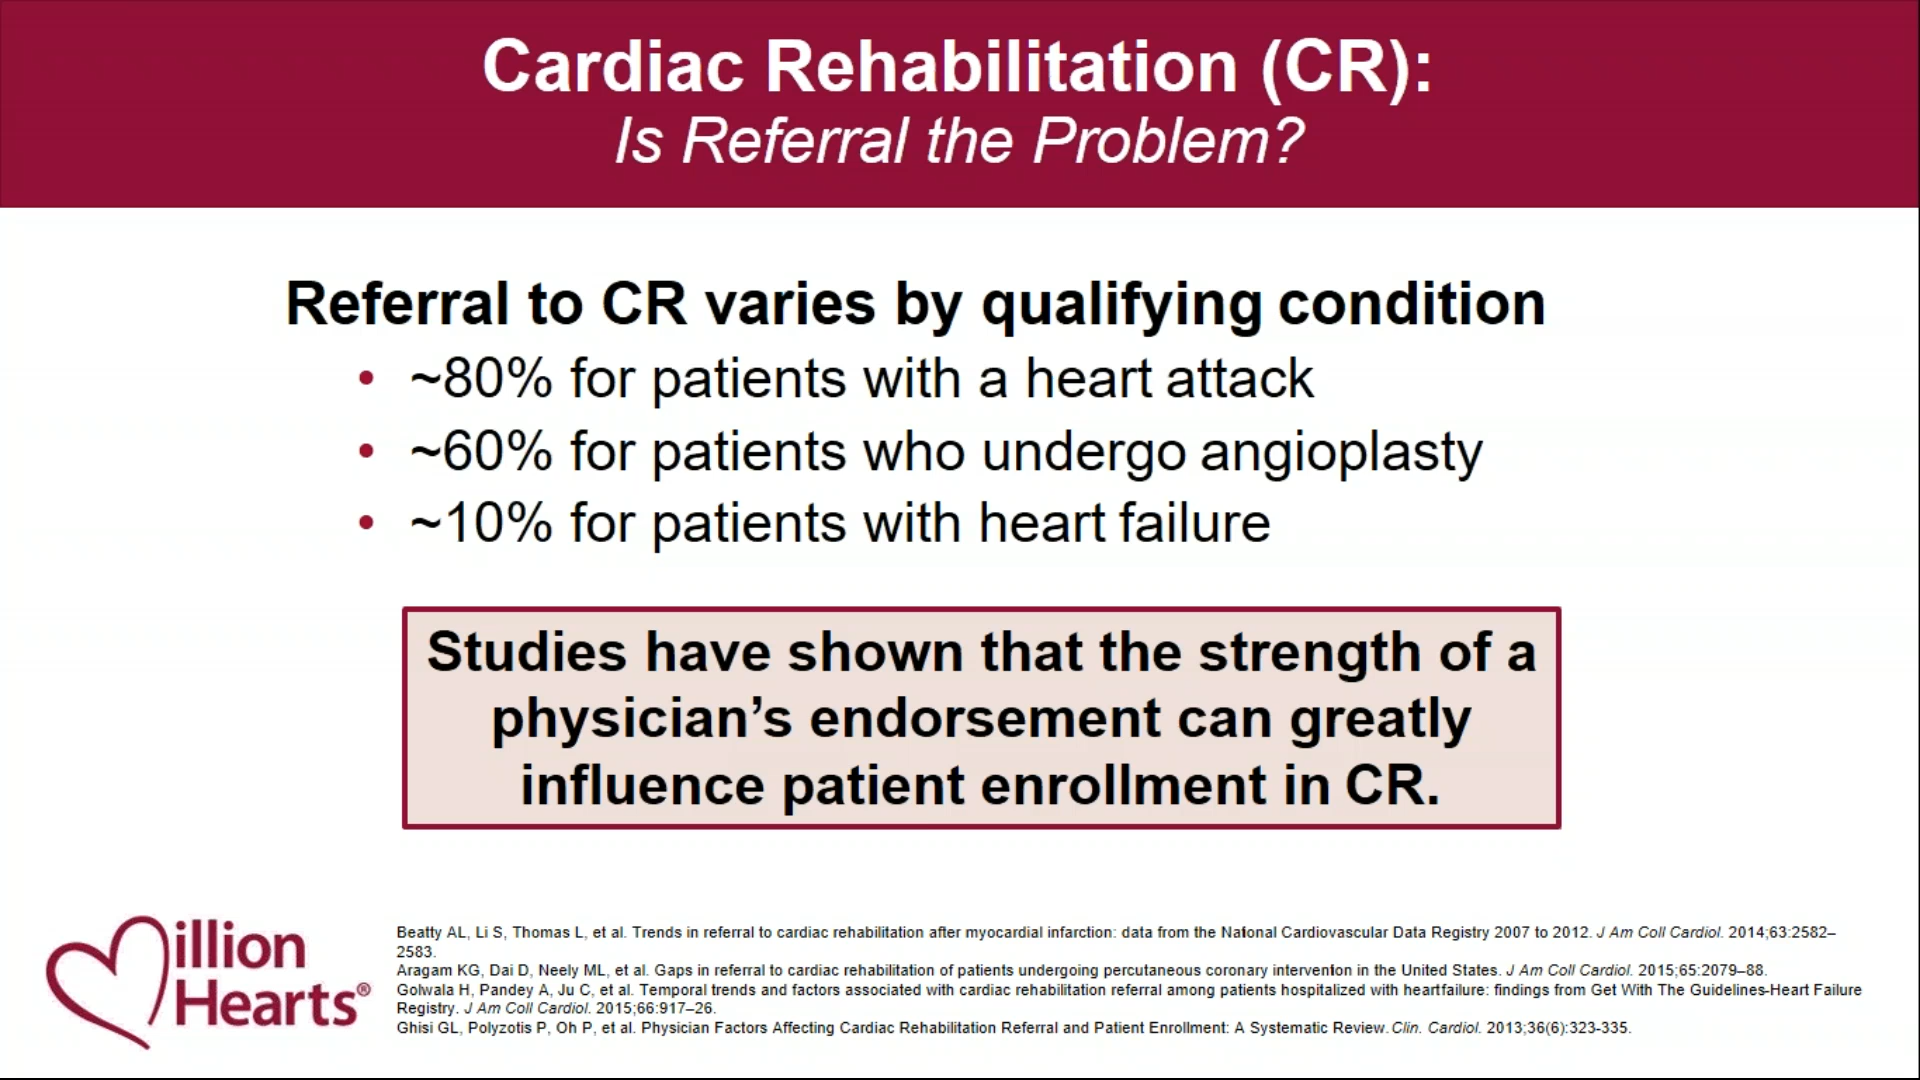 Cardiac Rehabilitation (CR):
Is Referral the Problem?
Referral to CR varies by qualifying condition
• ~80% for patients with a heart attack
• ~60% for patients who undergo angioplasty
• ~10% for patients with heart failure
Studies have shown that the strength of a
physician’s endorsement can greatly
influence patient enrollment in CR.
illion
Hearts®
Beatty AL, Li S, Thomas L, et al. Trends in referral to cardiac rehabilitation after myocardial infarction: data from the National Cardiovascular Data Registry 2007 to 2012. J Am Coll Cardiol. 2014;63:2582–
2583.
Aragam KG, Dai D, Neely ML, et al. Gaps in referral to cardiac rehabilitation of patients undergoing percutaneous coronary intervention in the United States. J Am Coll Cardiol. 2015;65:2079–88.
Golwala H, Pandey A, Ju C, et al. Temporal trends and factors associated with cardiac rehabilitation referral among patients hospitalized with heartfailure: findings from Get With The Guidelines-Heart Failure
Registry. J Am Coll Cardiol. 2015;66:917–26.
Ghisi GL, Polyzotis P, Oh P, et al. Physician Factors Affecting Cardiac Rehabilitation Referral and Patient Enrollment: A Systematic Review. Clin. Cardiol. 2013;36(6):323-335.